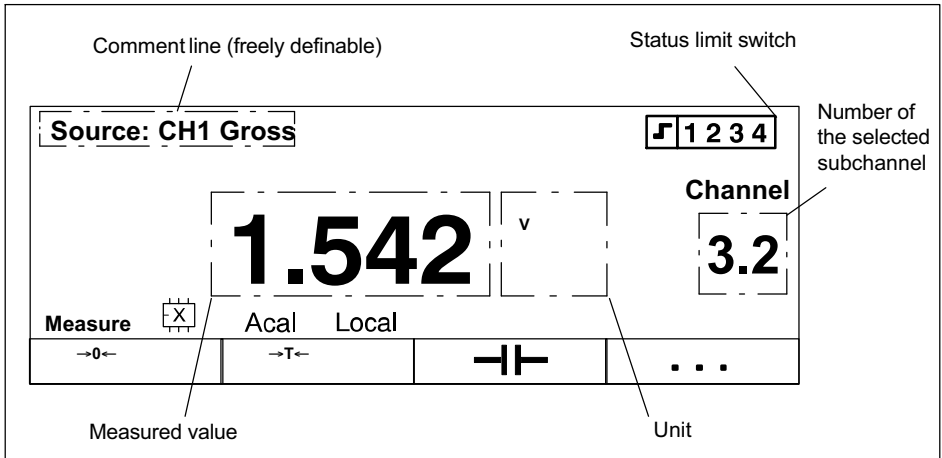 Comment line (freely definable)
Status limit switch
Number of
the selected
subchannel
Source: CH1 Gross
1 2 3 4
Channel
1.542
V
3.2
Measure
X
Acal
Local
→0←
→T←
...
Measured value
Unit